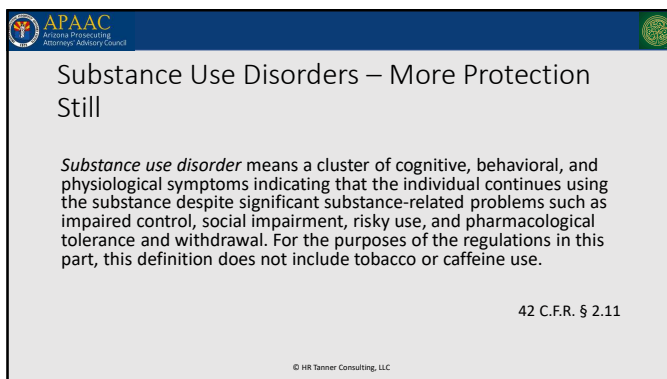 APAAC
Arizona Prosecuting
Attorneys' Advisory Council
Substance Use Disorders – More Protection
Still
Substance use disorder means a cluster of cognitive, behavioral, and
physiological symptoms indicating that the individual continues using
the substance despite significant substance-related problems such as
impaired control, social impairment, risky use, and pharmacological
tolerance and withdrawal. For the purposes of the regulations in this
part, this definition does not include tobacco or caffeine use.
42 C.F.R. § 2.11
© HR Tanner Consulting, LLC